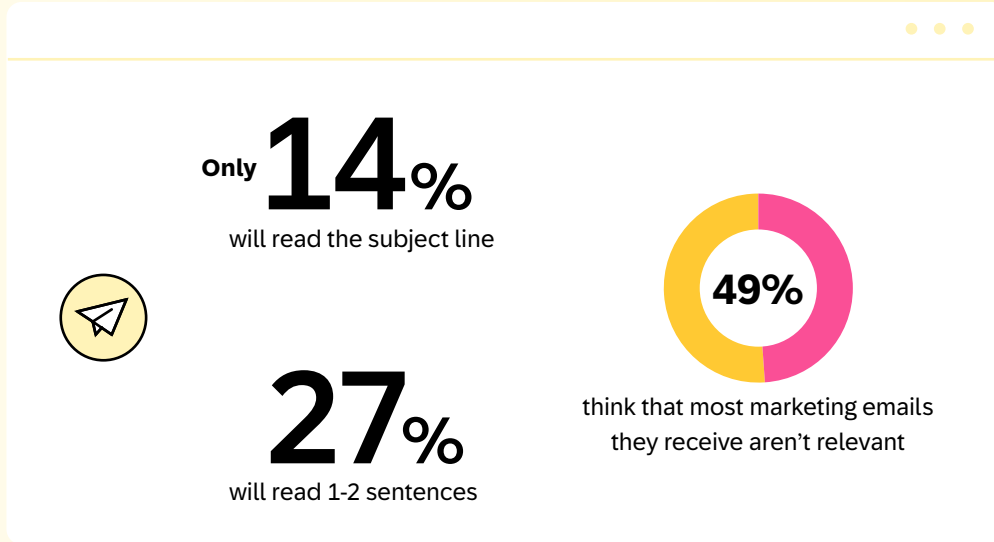 Only 14%
will read the subject line
27%
will read 1-2 sentences
49%
think that most marketing emails
they receive aren’t relevant